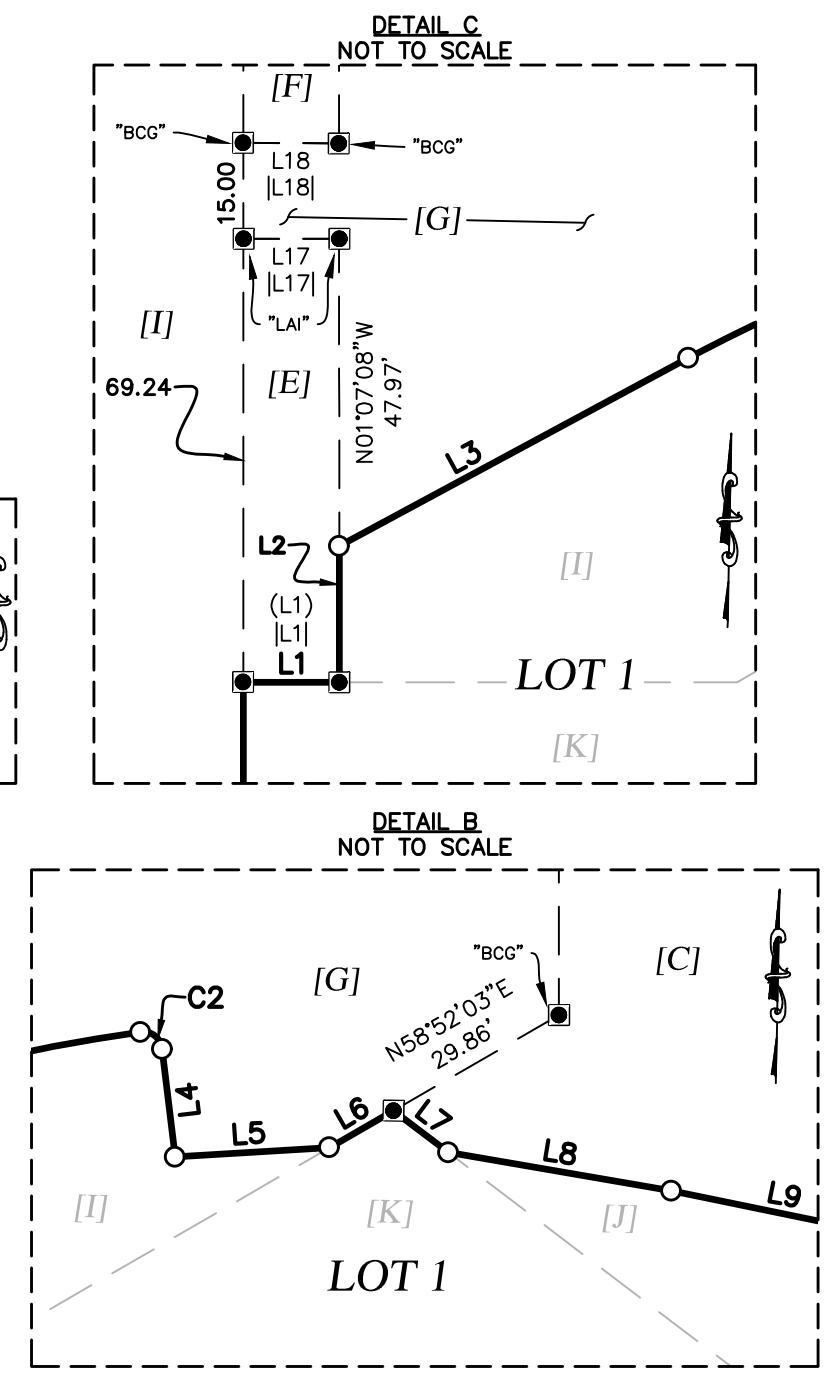 DETAIL C
NOT TO SCALE
[F]
"BCG"
"BCG"
L18
|L18|
15.00
[G]
L17
|L17|
"LAI"
[I]
[E]
69.24
N01°07'08"W
47.97'
L3
L2
[I]
(L1)
|L1|
L1
LOT 1
[K]
DETAIL B
NOT TO SCALE
"BCG"
[C]
[G]
C2
N58°52'03"E
29.86'
L4
L6
L7
L5
L8
L9
[I]
[K]
[J]
LOT 1